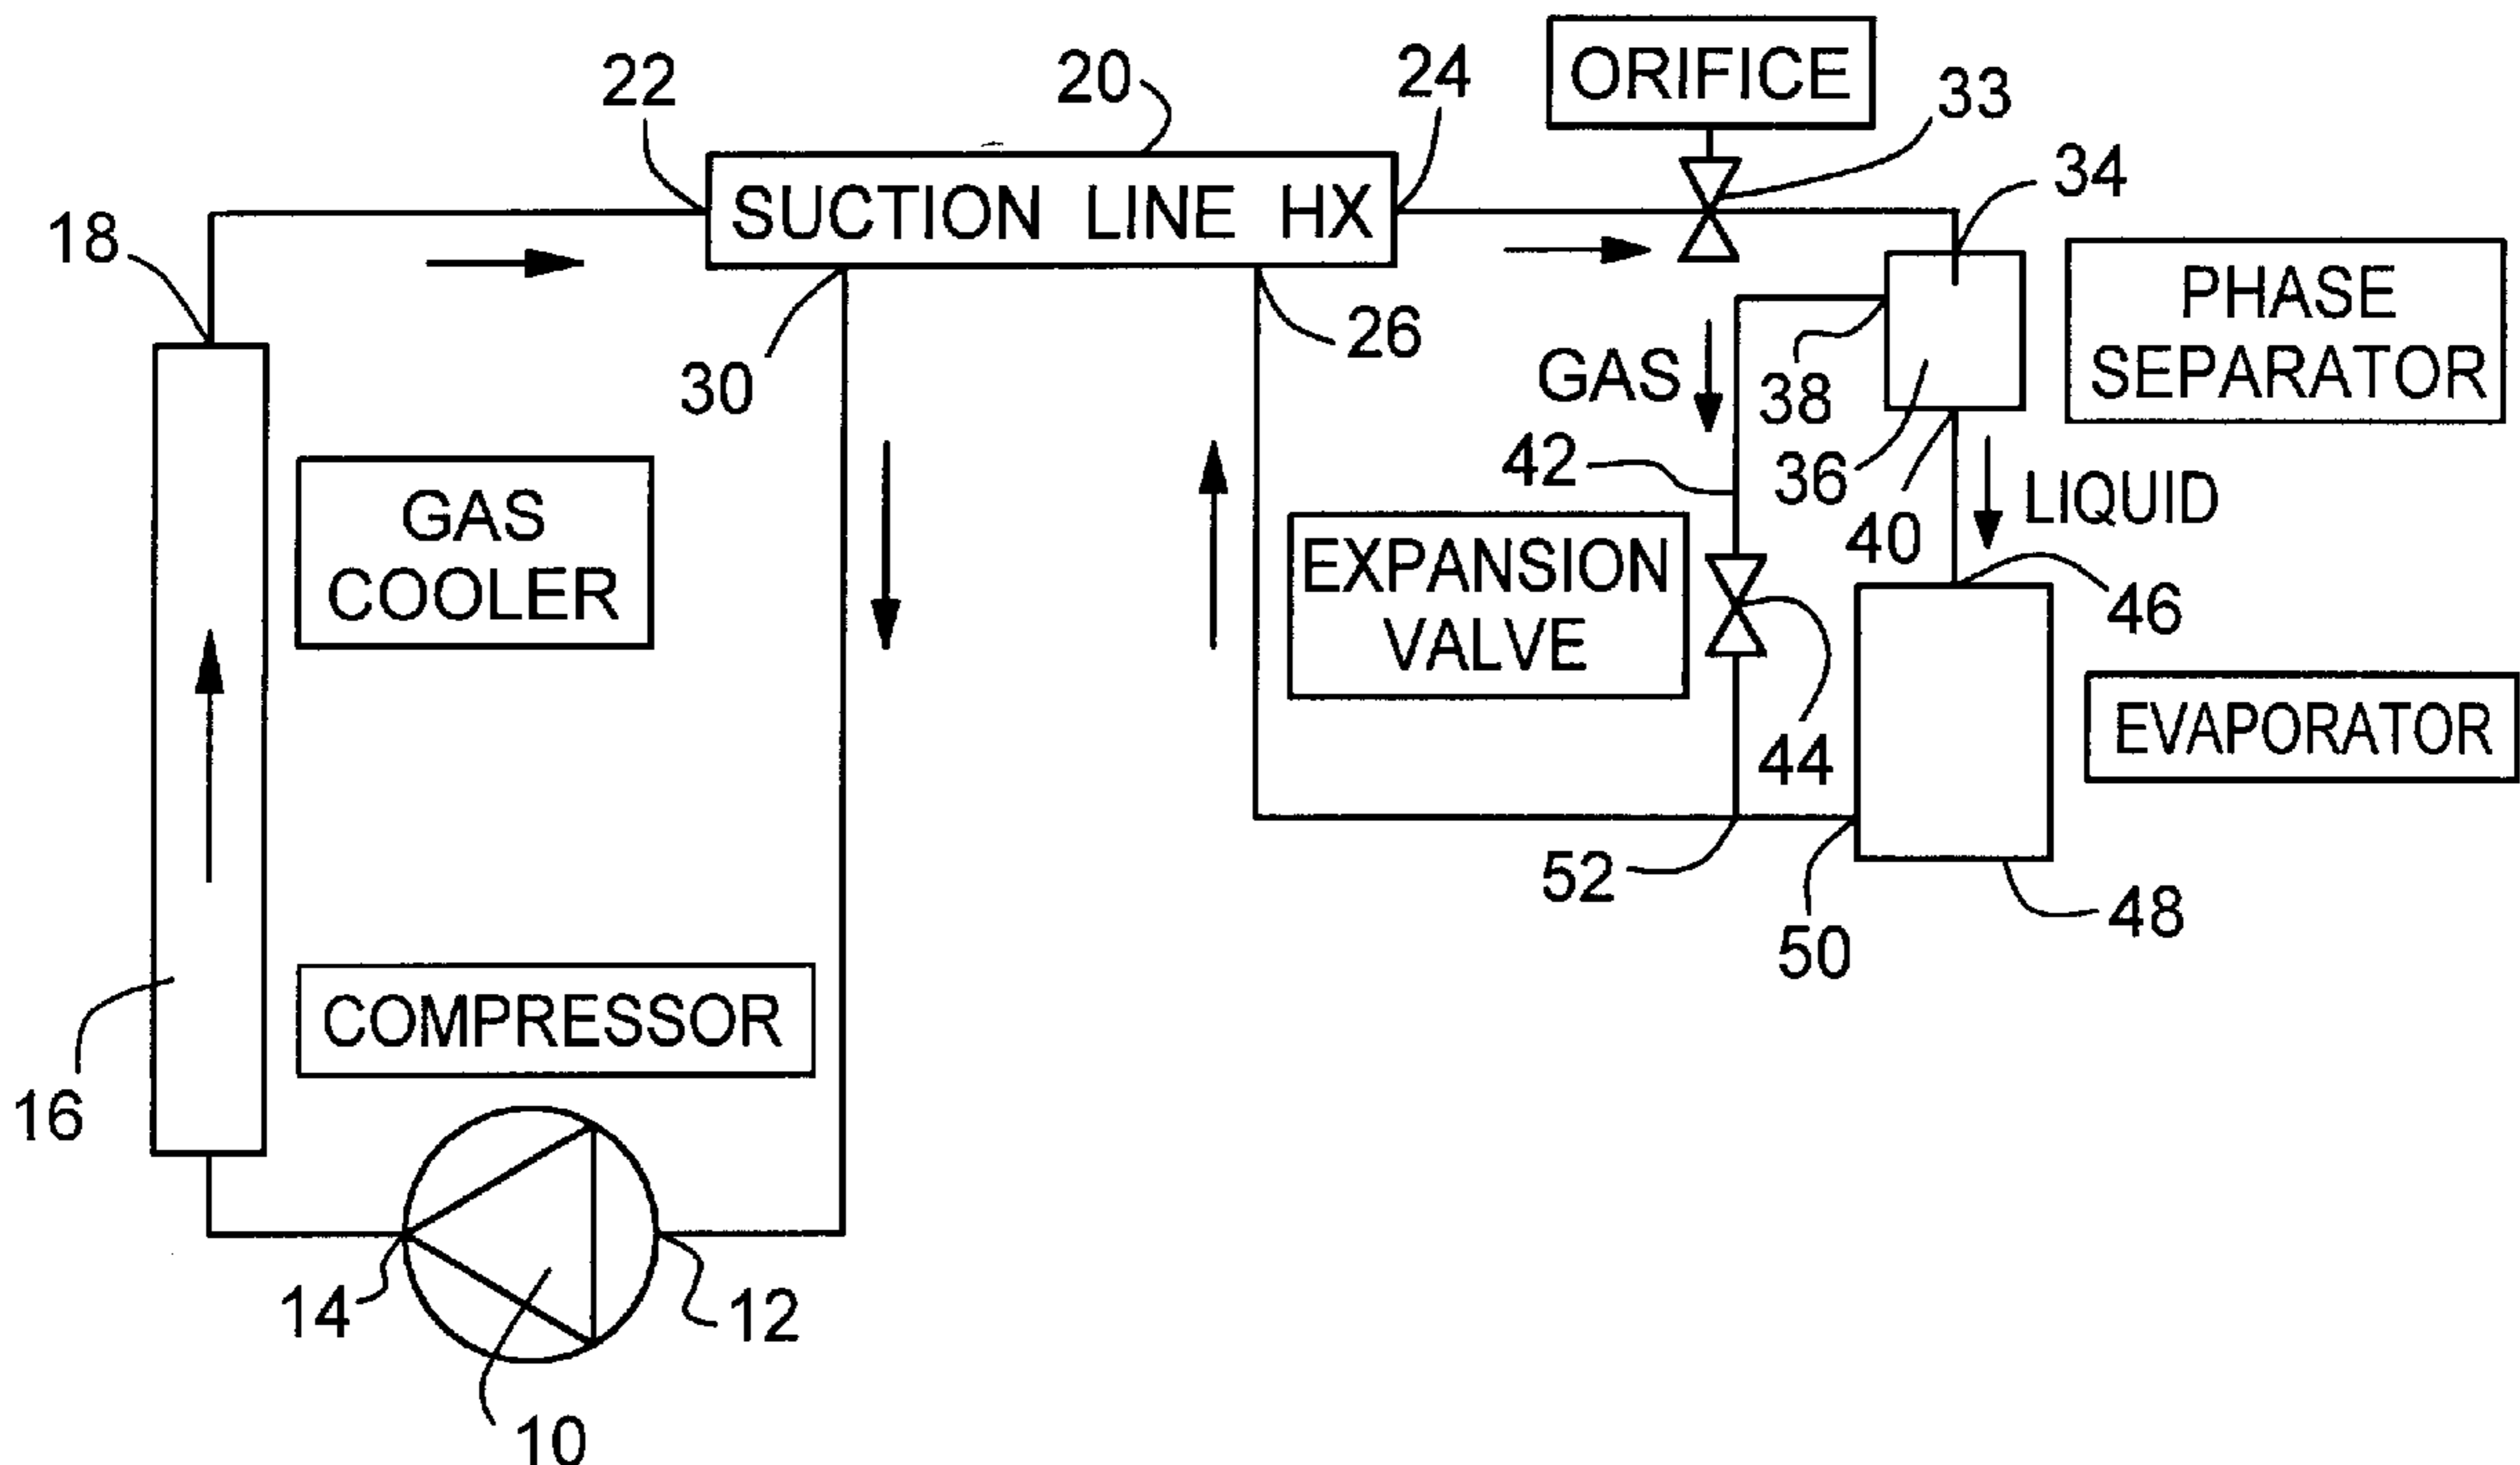 ORIFICE
20
24
22
33
34
18
SUCTION LINE HX
PHASE
SEPARATOR
26
30
GAS
38
42
36
LIQUID
40
GAS
COOLER
EXPANSION
VALVE
46
EVAPORATOR
44
52
48
50
COMPRESSOR
16
14
12
10